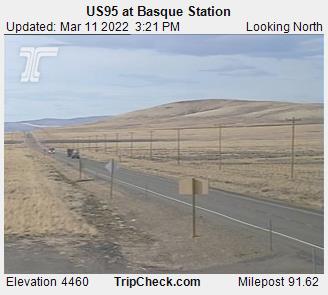 US95 at Basque Station
Updated: Mar 11 2022 3:21 PM Looking North
Elevation 4460 TripCheck.com Milepost 91.62